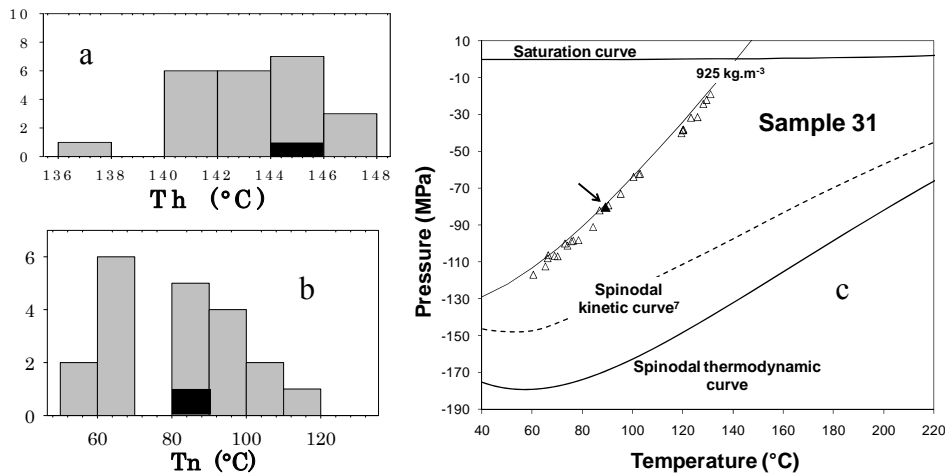 10
8
6
4
2
0
a
136 138 140 142 144 146 148
Th (°C)
6
4
2
0
b
60 80 100 120
Tn (°C)
10
-10
-30
-50
-70
-90
-110
-130
-150
-170
-190
Pressure (MPa)
Saturation curve
925 kg.m-3
Sample 31
Spinodal
kinetic curve7
c
Spinodal thermodynamic
curve
40 60 80 100 120 140 160 180 200 220
Temperature (°C)